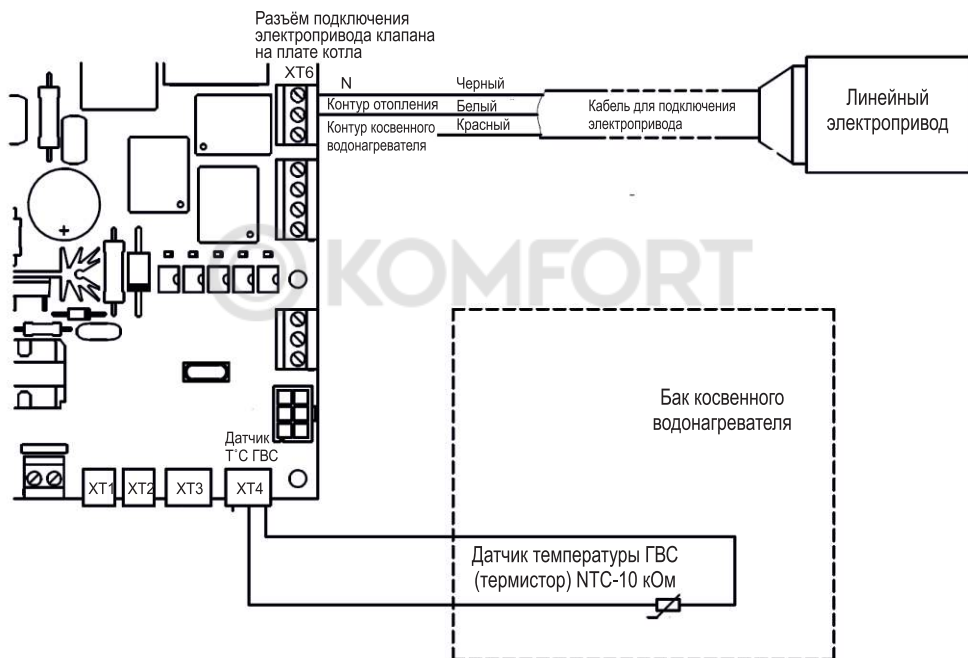 Разъём подключения
электропривода клапана
на плате котла
XT6
N
Черный
Контур отопления
Белый
Контур косвенного
водонагревателя
Красный
Кабель для подключения
электропривода
Линейный
электропривод
© KOMFORT
Бак косвенного
водонагревателя
Датчик
T°C ГВС
XT1
XT2
XT3
XT4
Датчик температуры ГВС
(термистор) NTC-10 кОм